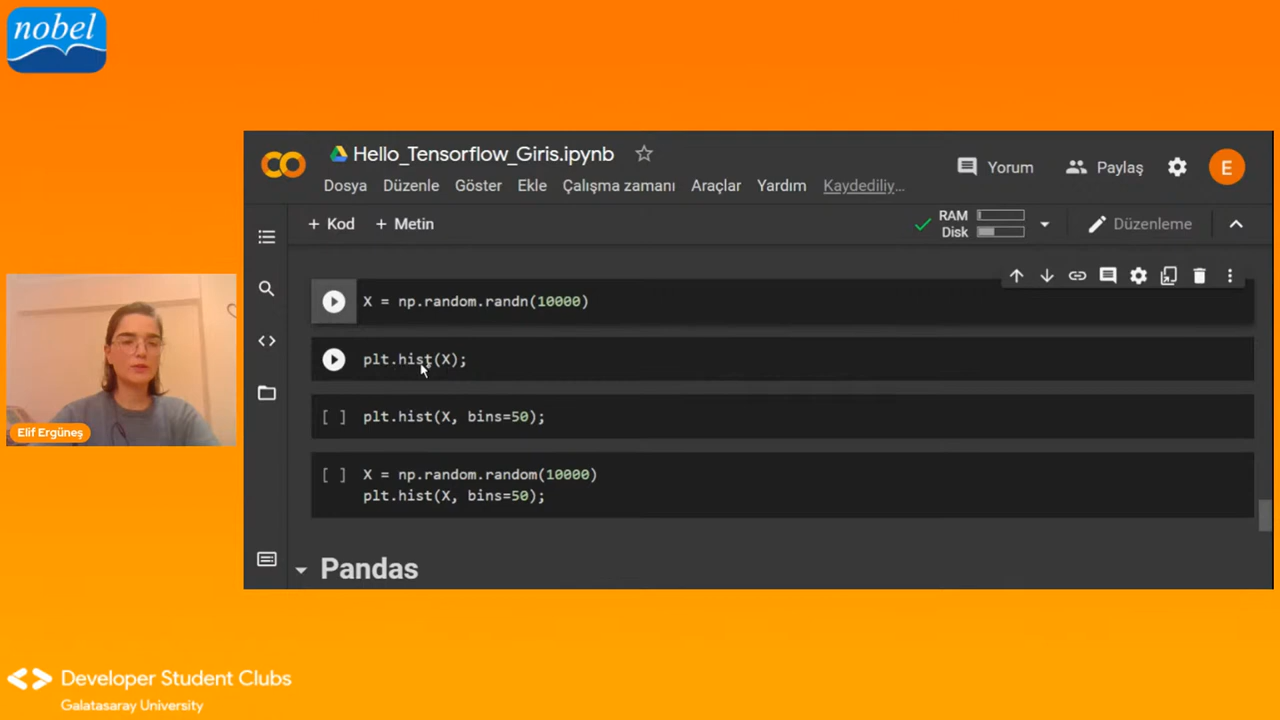 nobel
Hello_Tensorflow_Giris.ipynb
Yorum
Paylaş
E
Dosya Düzenle Göster Ekle Çalışma zamanı Araçlar Yardım Kaydediliy...
+ Kod + Metin
RAM
Disk
Düzenleme
X = np.random.randn(10000)
plt.hist(X);
[ ] plt.hist(X, bins=50);
[ ] X = np.random.random(10000)
plt.hist(X, bins=50);
Pandas
Elif Ergüneş
Developer Student Clubs
Galatasaray University